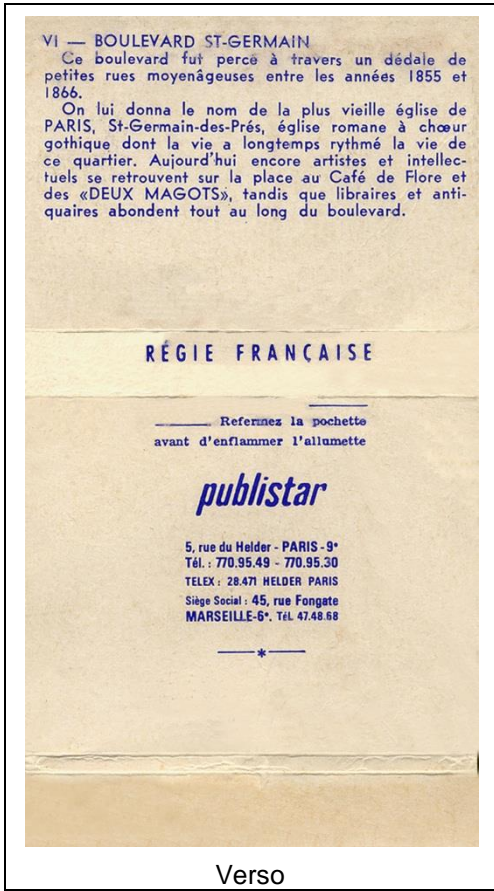 VI — BOULEVARD ST-GERMAIN
Ce boulevard fut percé à travers un dédale de
petites rues moyenâgeuses entre les années 1855 et
1866.
On lui donna le nom de la plus vieille église de
PARIS, St-Germain-des-Prés, église romane à chœur
gothique dont la vie a longtemps rythmé la vie de
ce quartier. Aujourd'hui encore artistes et intellec-
tuels se retrouvent sur la place au Café de Flore et
des «DEUX MAGOTS», tandis que libraires et anti-
quaires abondent tout au long du boulevard.
RÉGIE FRANÇAISE
Refermez la pochette
avant d'enflammer l'allumette
publistar
5, rue du Helder - PARIS - 9e
Tél. : 770.95.49 - 770.95.30
TELEX : 28.471 HELDER PARIS
Siège Social : 45, rue Fongate
MARSEILLE-6e. Tél. 47.48.68
Verso